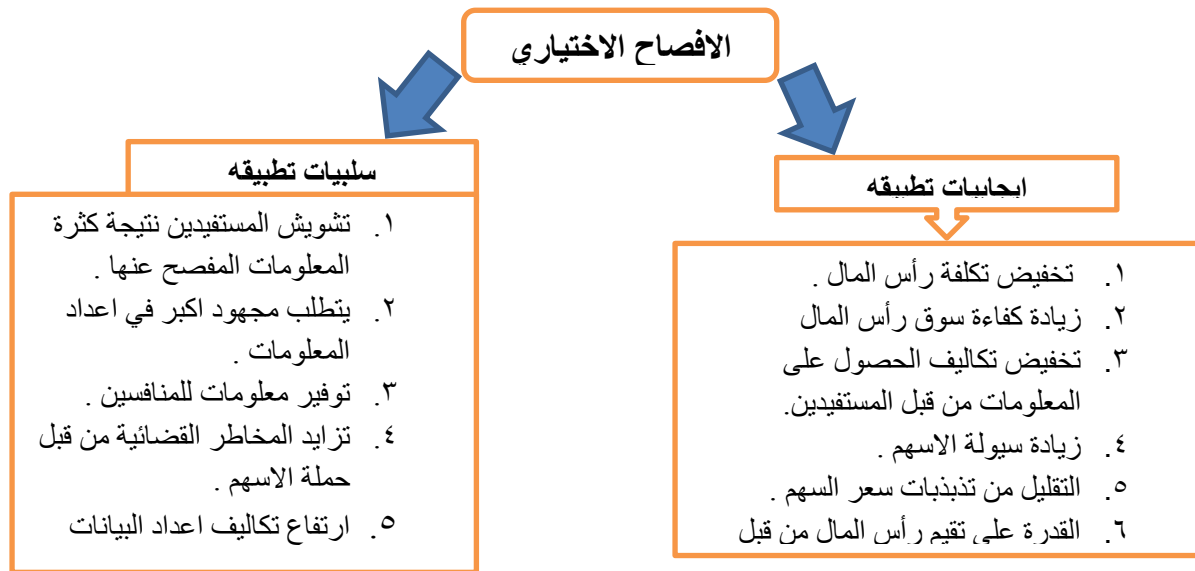 الافصاح الاختياري
ايجابيات تطبيقه
١. تخفيض تكلفة رأس المال .
٢. زيادة كفاءة سوق رأس المال
٣. تخفيض تكاليف الحصول على
المعلومات من قبل المستفيدين.
٤. زيادة سيولة الاسهم .
٥. التقليل من تذبذبات سعر السهم .
٦. القدرة على تقيم رأس المال من قبل
سلبيات تطبيقه
١. تشويش المستفيدين نتيجة كثرة
المعلومات المفصح عنها .
٢. يتطلب مجهود اكبر في اعداد
المعلومات .
٣. توفير معلومات للمنافسين .
٤. تزايد المخاطر القضائية من قبل
حملة الاسهم .
٥. ارتفاع تكاليف اعداد البيانات